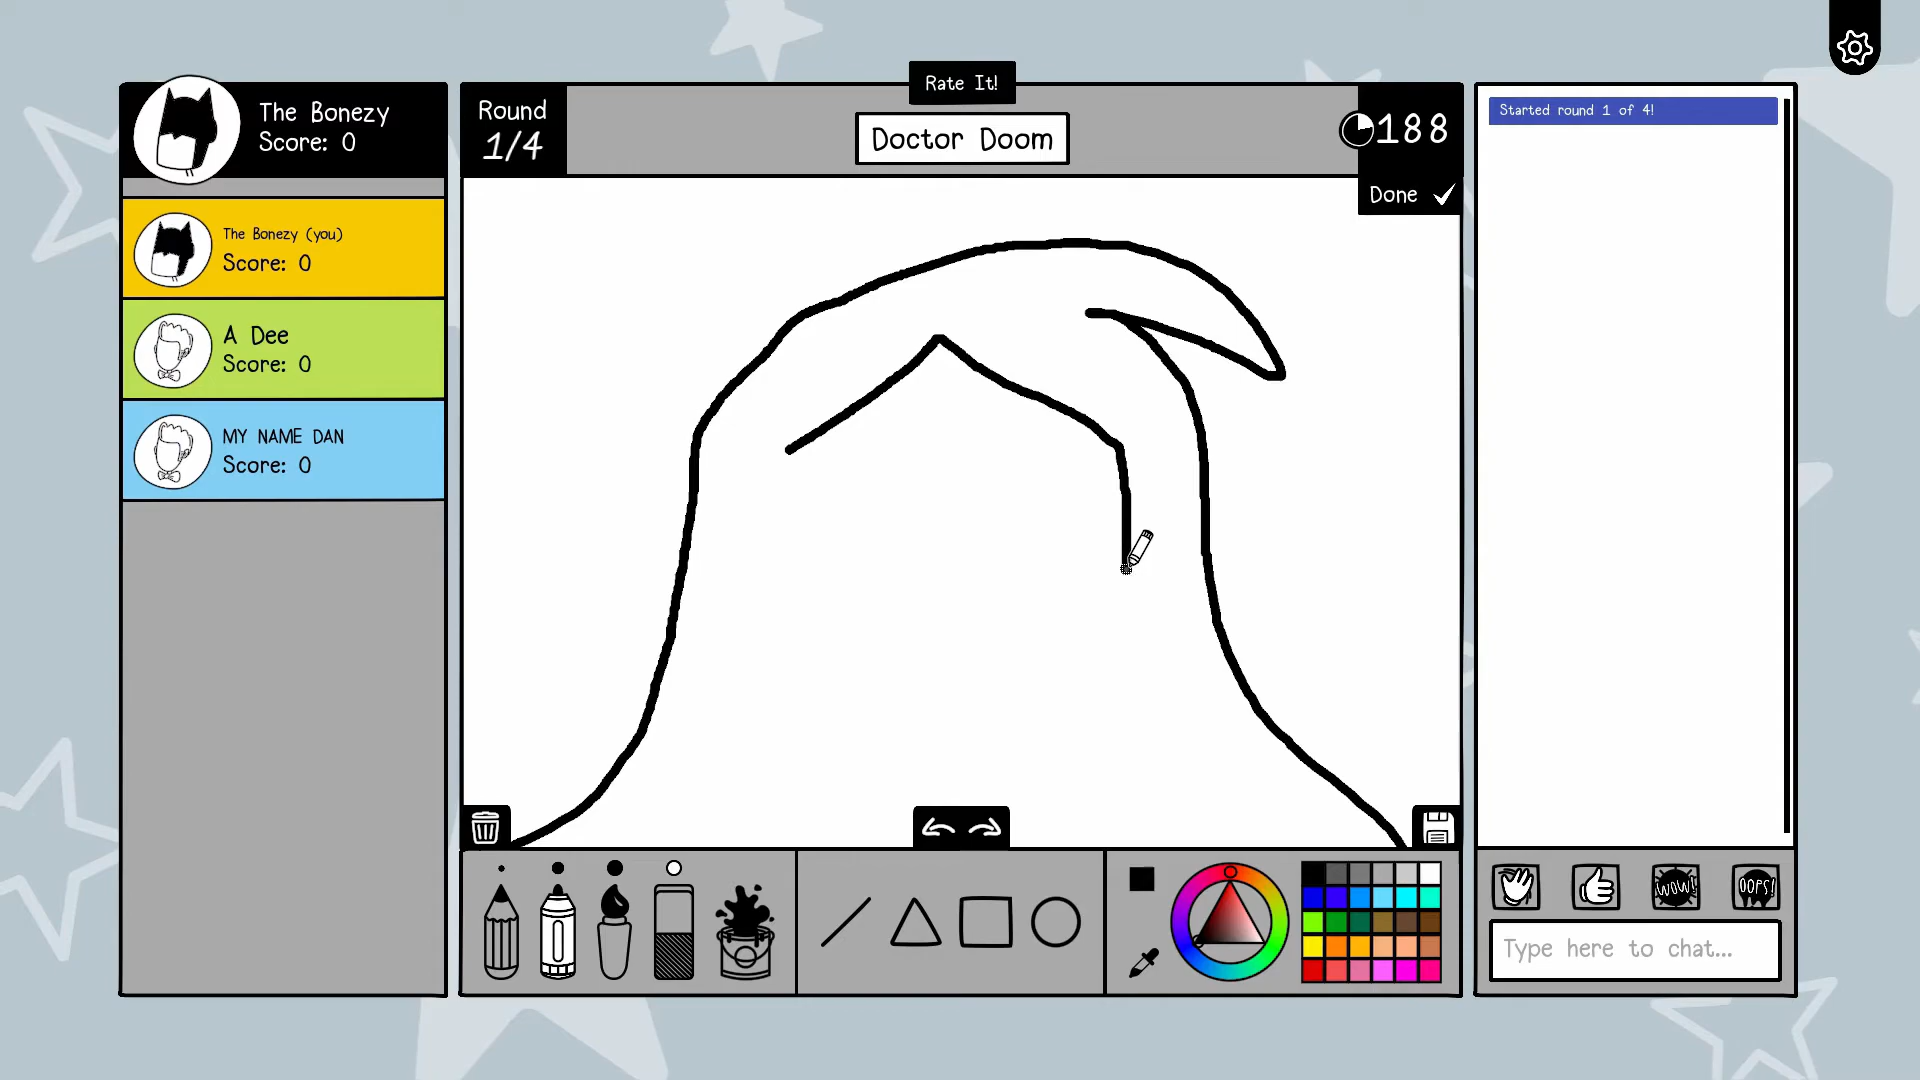 Rate It!
The Bonezy
Score: 0
Round
1/4
Doctor Doom
188
Done
Started round 1 of 4!
The Bonezy (you)
Score: 0
A Dee
Score: 0
MY NAME DAN
Score: 0
WOW!
OOPS!
Type here to chat...